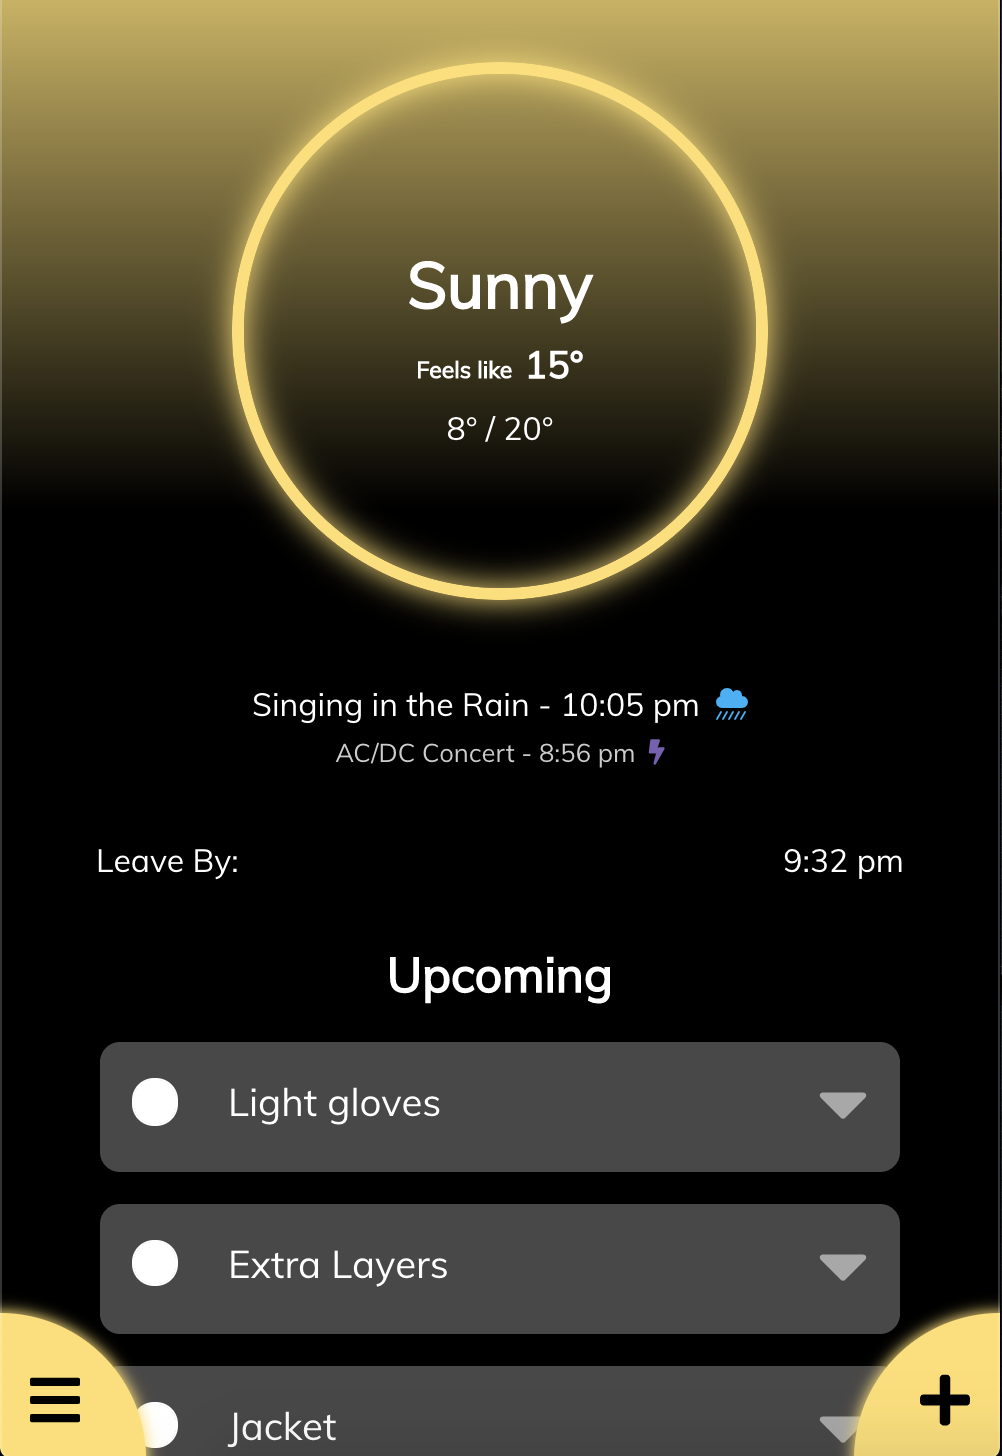 Sunny
Feels like 15°
8° / 20°
Singing in the Rain - 10:05 pm
AC/DC Concert - 8:56 pm
Leave By: 9:32 pm
Upcoming
Light gloves
Extra Layers
Jacket